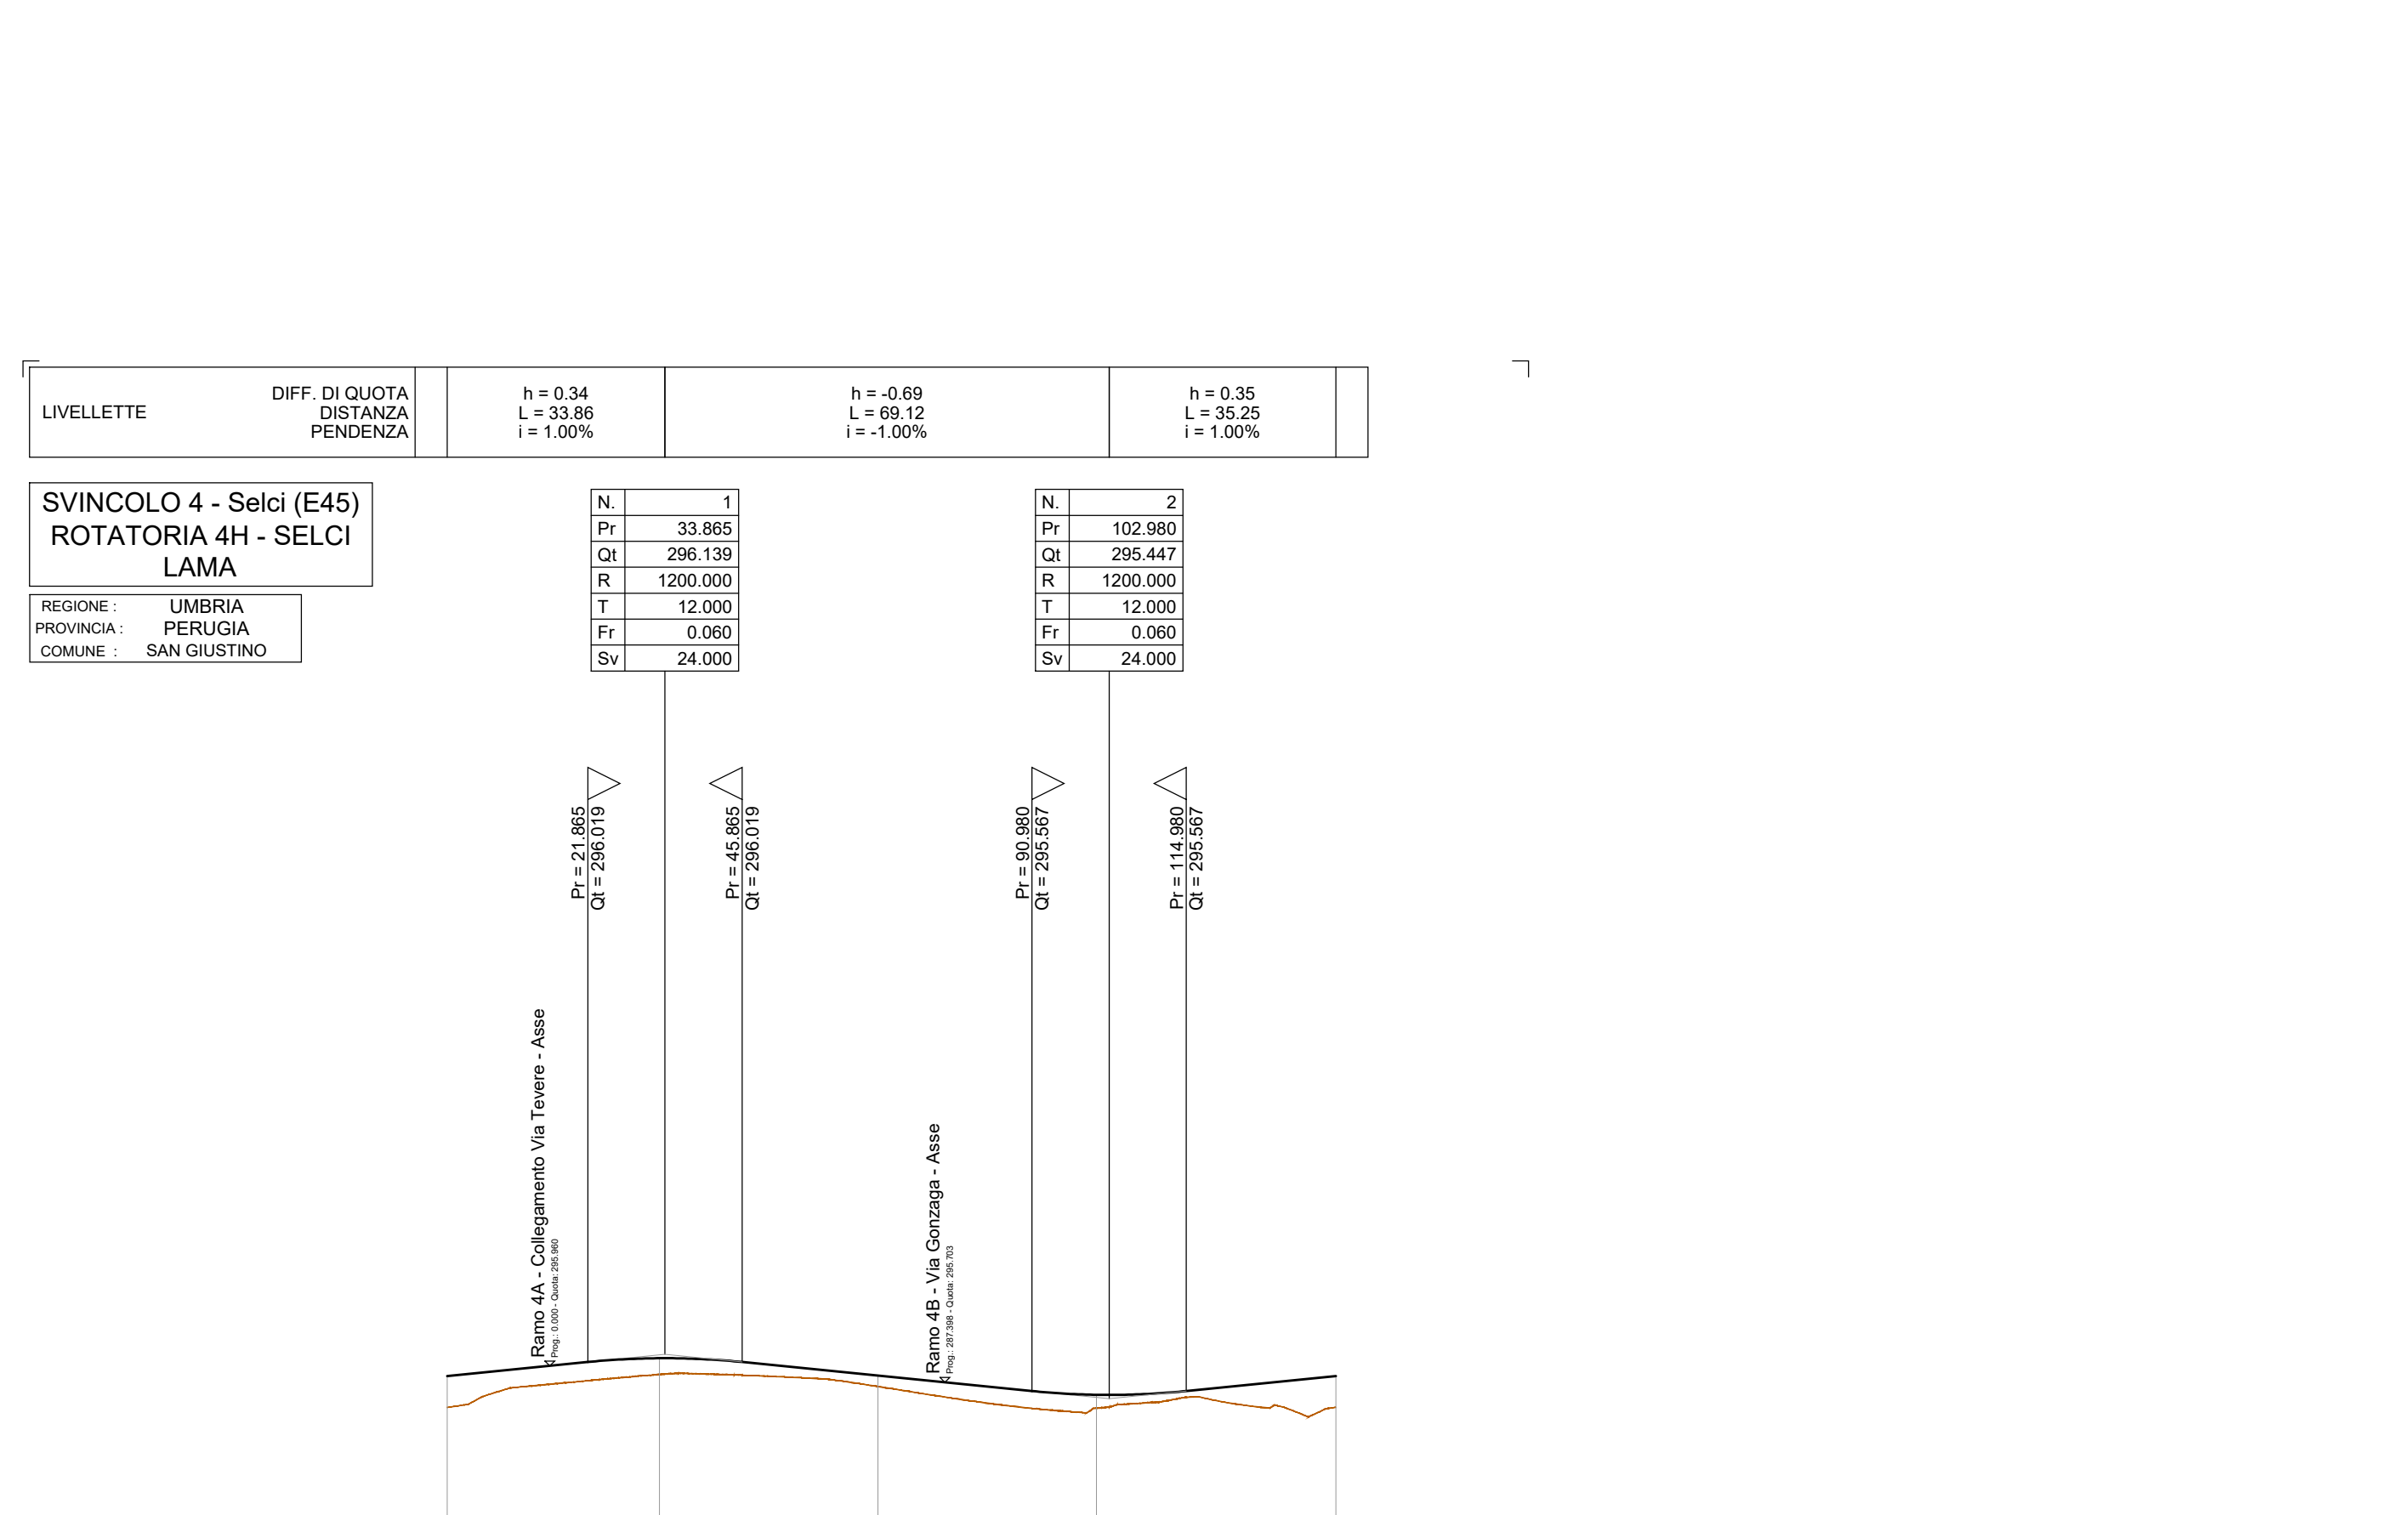 LIVELLETTE
DIFF. DI QUOTA
DISTANZA
PENDENZA
h = 0.34
L = 33.86
i = 1.00%
h = -0.69
L = 69.12
i = -1.00%
h = 0.35
L = 35.25
i = 1.00%
SVINCOLO 4 - Selci (E45)
ROTATORIA 4H - SELCI
LAMA
REGIONE : UMBRIA
PROVINCIA : PERUGIA
COMUNE : SAN GIUSTINO
N. 1
Pr 33.865
Qt 296.139
R 1200.000
T 12.000
Fr 0.060
Sv 24.000
N. 2
Pr 102.980
Qt 295.447
R 1200.000
T 12.000
Fr 0.060
Sv 24.000
Pr = 21.865
Qt = 296.019
Pr = 45.865
Qt = 296.019
Pr = 90.980
Qt = 295.567
Pr = 114.980
Qt = 295.567
Ramo 4A - Collegamento Via Tevere - Asse
Prog.: 0.000 - Quota: 295.960
Ramo 4B - Via Gonzaga - Asse
Prog.: 287.398 - Quota: 295.703